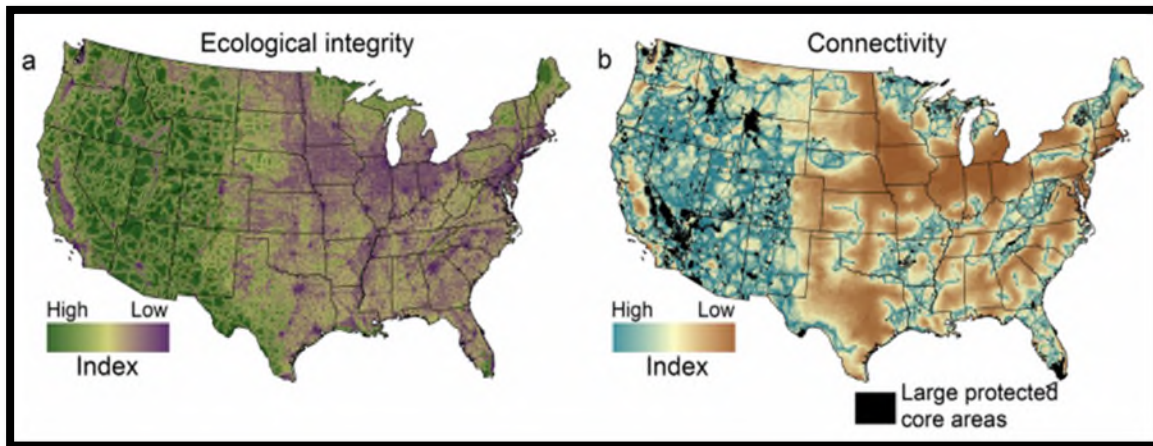 a
Ecological integrity
High Low
Index
b
Connectivity
High Low
Index
Large protected
core areas